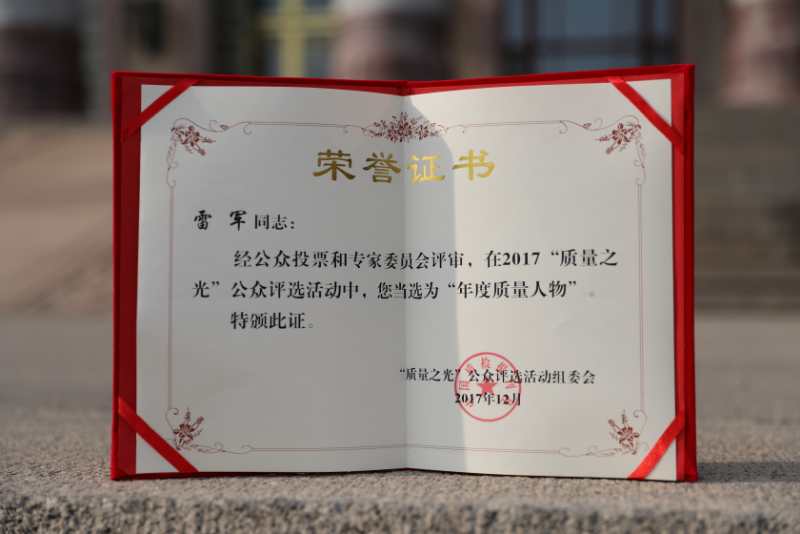 荣誉证书
雷 军 同志：
经公众投票和专家委员会评审，在2017“质量之
光”公众评选活动中，您当选为“年度质量人物”。
特颁此证。
“质量之光”公众评选活动组委会
2017年12月